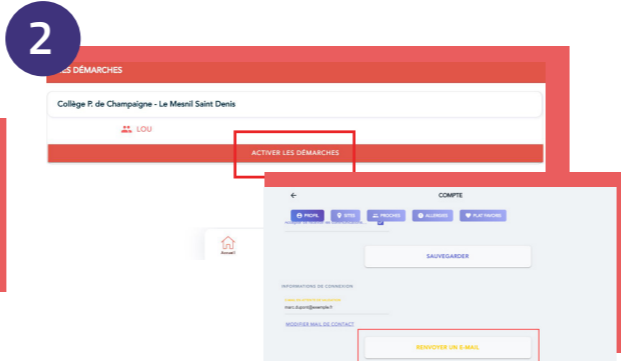 2
LES DÉMARCHES
Collège P. de Champaigne - Le Mesnil Saint Denis
LOU
ACTIVER LES DÉMARCHES
Accueil
COMPTE
PROFIL
SITES
PROCHES
ALLERGIES
PLAT FAVORIS
SAUVEGARDER
INFORMATIONS DE CONNEXION
marc.dupont@exemple.fr
MODIFIER MAIL DE CONTACT
RENVOYER UN E-MAIL